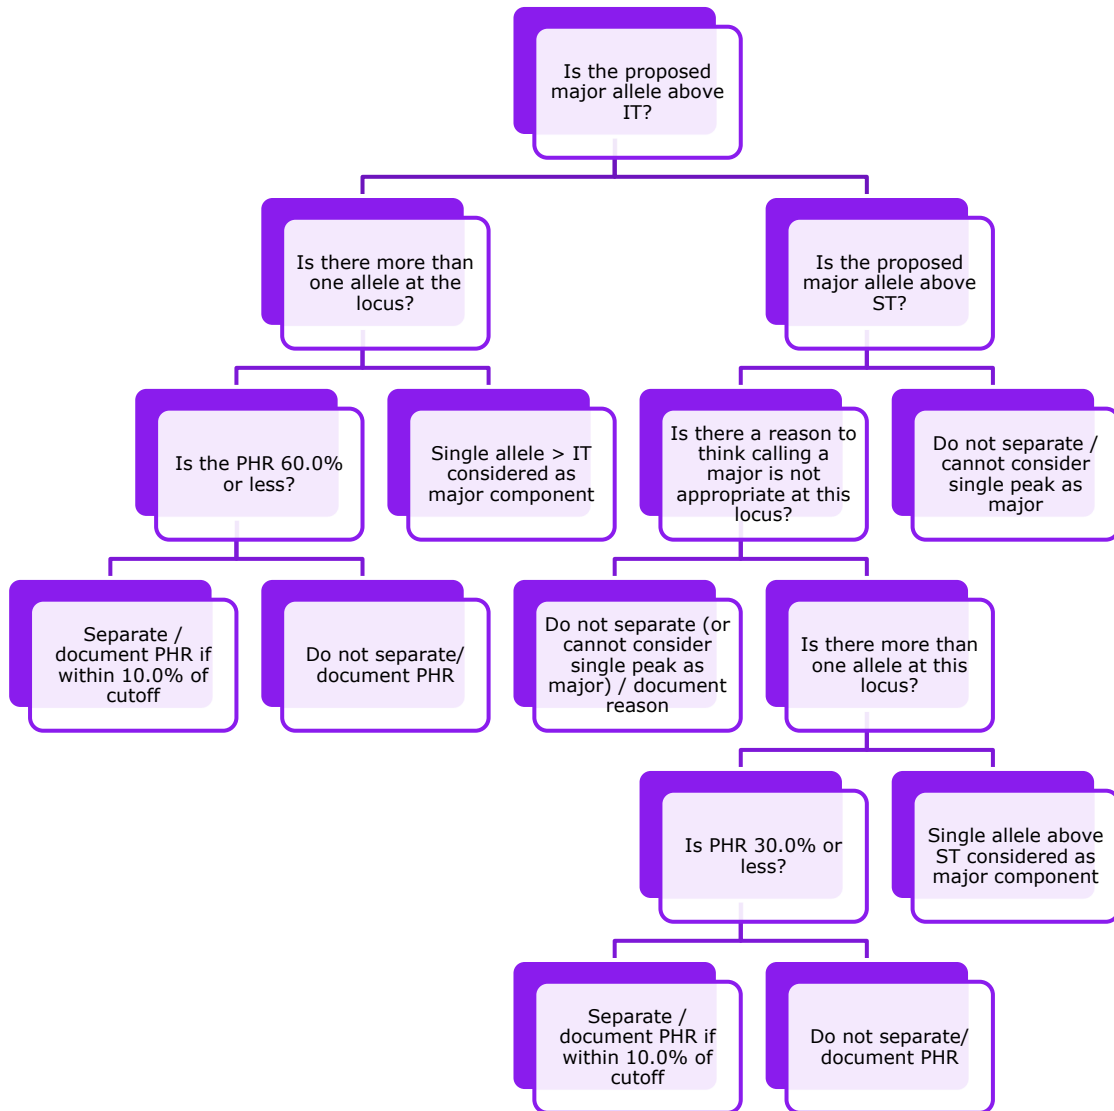 Is the proposed
major allele above
IT?
Is there more than
one allele at the
locus?
Is the proposed
major allele above
ST?
Is the PHR 60.0%
or less?
Single allele > IT
considered as
major component
Is there a reason to
think calling a
major is not
appropriate at this
locus?
Do not separate /
cannot consider
single peak as
major
Separate /
document PHR if
within 10.0% of
cutoff
Do not separate/
document PHR
Do not separate (or
cannot consider
single peak as
major) / document
reason
Is there more than
one allele at this
locus?
Is PHR 30.0% or
less?
Single allele above
ST considered as
major component
Separate /
document PHR if
within 10.0% of
cutoff
Do not separate/
document PHR